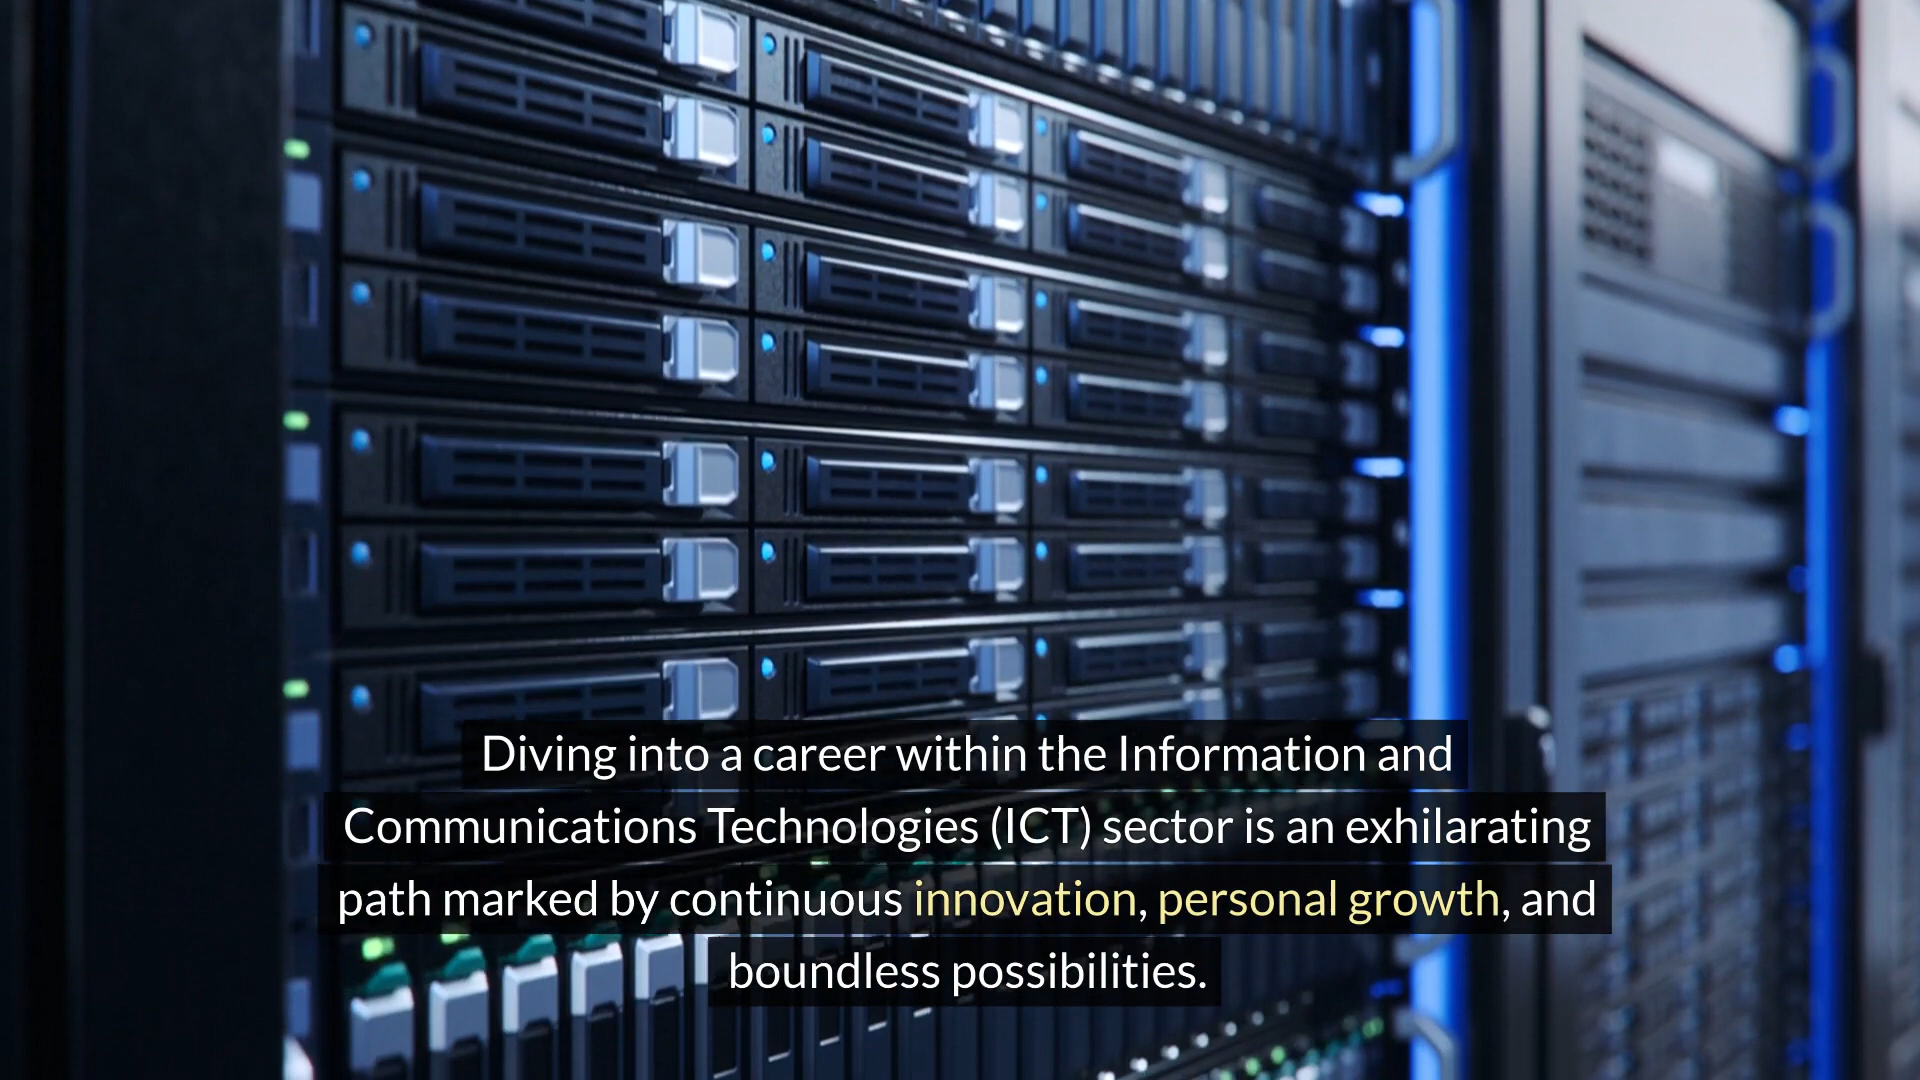 Diving into a career within the Information and
Communications Technologies (ICT) sector is an exhilarating
path marked by continuous innovation, personal growth, and
boundless possibilities.